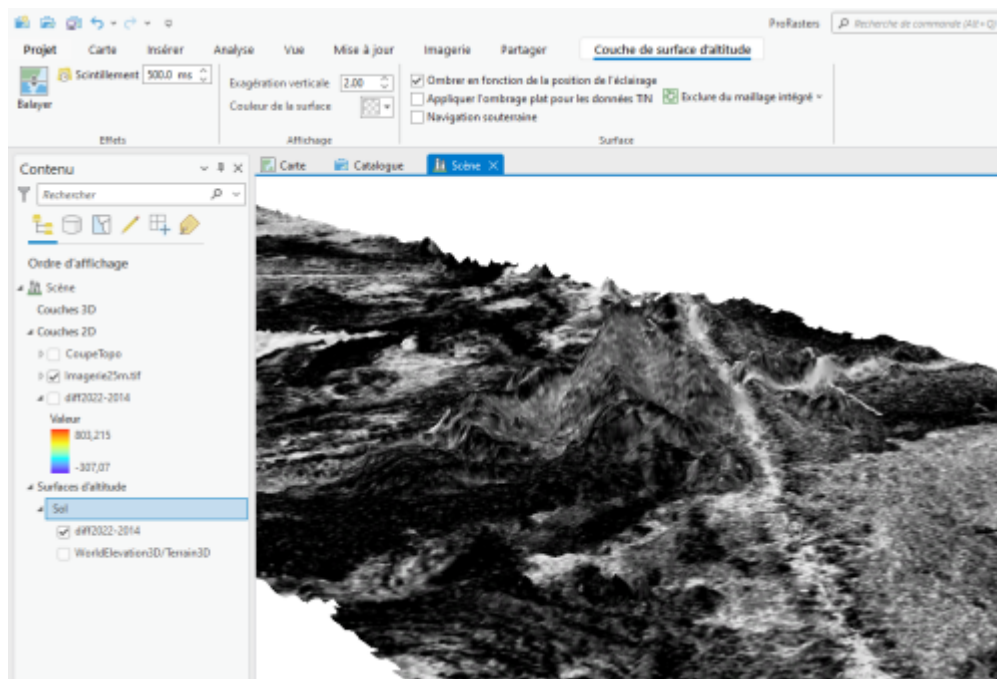 ProRasters
Recherche de commande (Alt+Q)
Projet Carte Insérer Analyse Vue Mise à jour Imagerie Partager Couche de surface d'altitude
Balayer
Scintillement 500.0 ms
Effets
Exagération verticale 2.00
Couleur de la surface
Affichage
Ombrer en fonction de la position de l'éclairage
Appliquer l'ombrage plat pour les données TIN
Navigation souterraine
Exclure du maillage intégré
Surface
Contenu
Rechercher
Ordre d'affichage
Scène
Couches 3D
Couches 2D
CoupeTopo
Imagerie25m.tif
diff2022-2014
Valeur
803,215
-307,07
Surfaces d'altitude
Sol
diff2022-2014
WorldElevation3D/Terrain3D
Carte Catalogue Scène